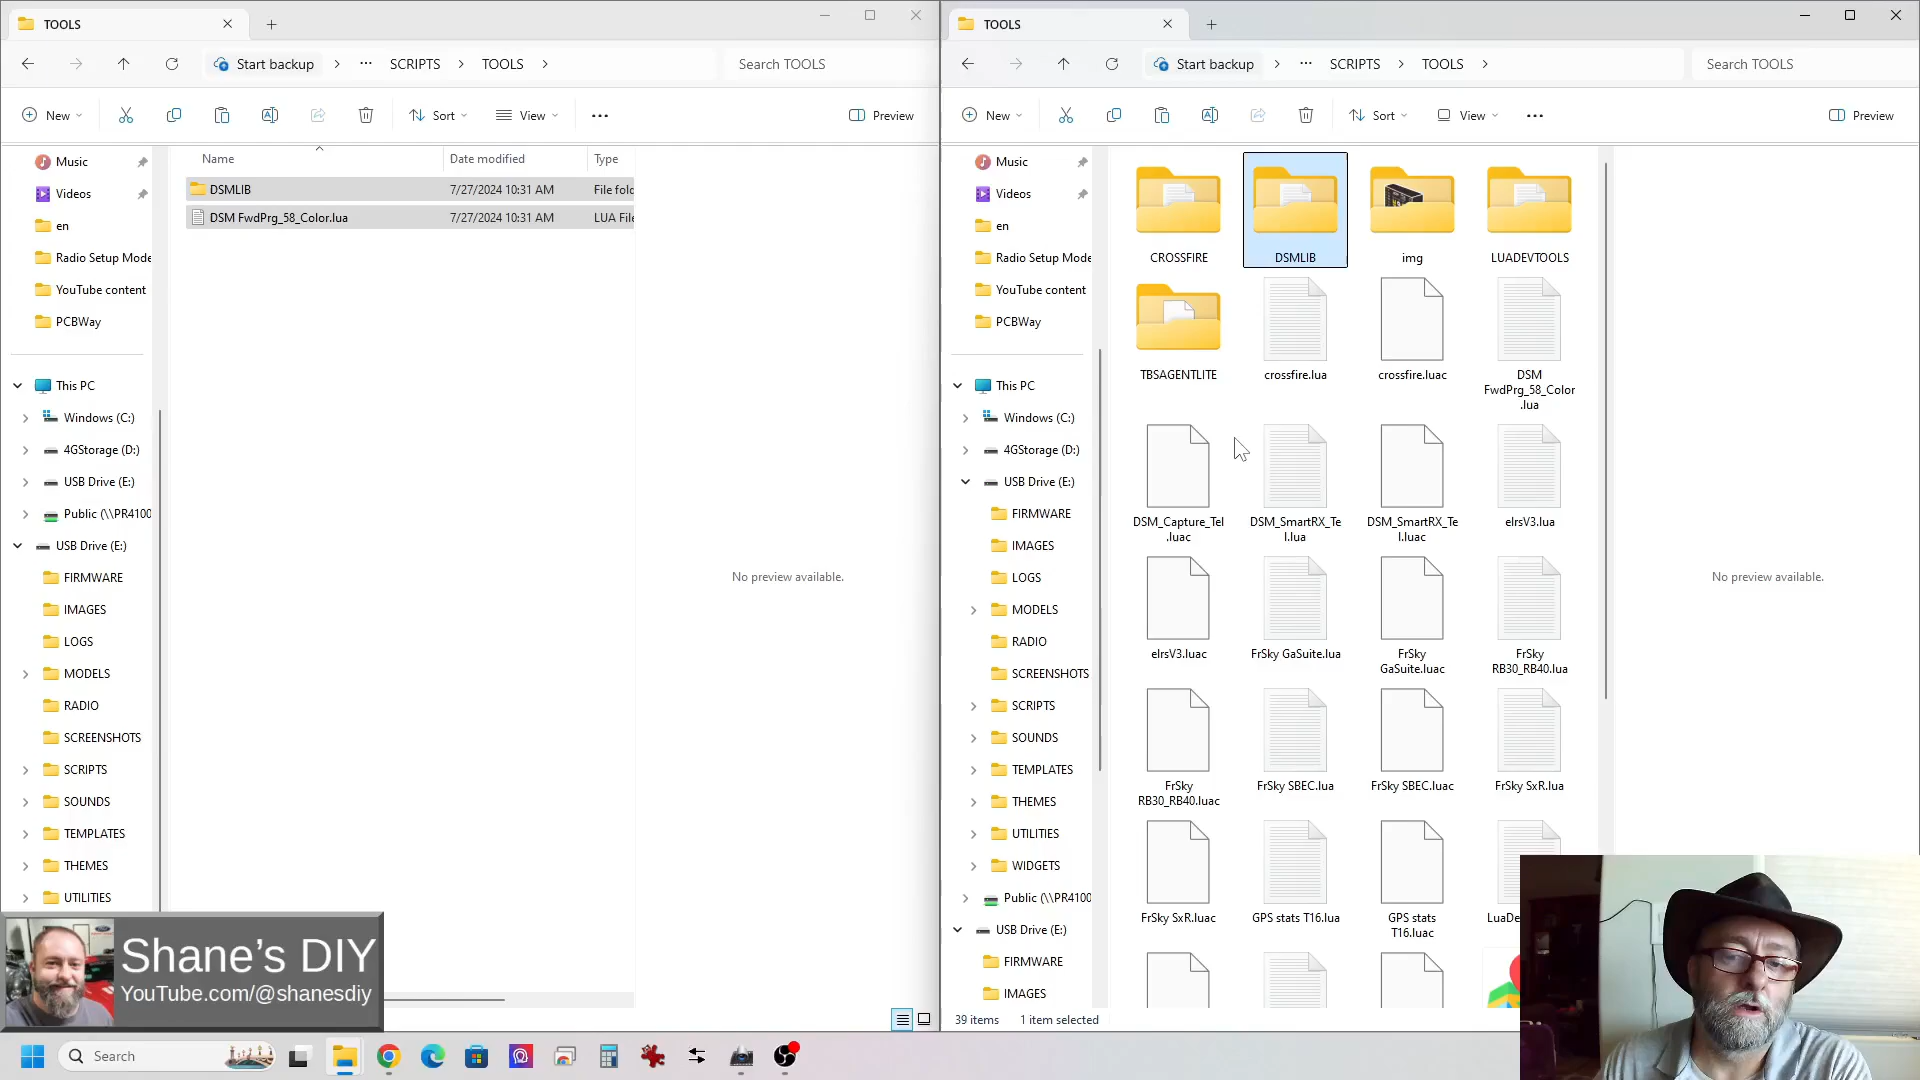 TOOLS
Start backup
SCRIPTS
TOOLS
Search TOOLS
New
Sort
View
Preview
Music
Videos
en
Radio Setup Mode
YouTube content
PCBWay
This PC
Windows (C:)
4GStorage (D:)
USB Drive (E:)
Public (\\PR4100
USB Drive (E:)
FIRMWARE
IMAGES
LOGS
MODELS
RADIO
SCREENSHOTS
SCRIPTS
SOUNDS
TEMPLATES
THEMES
UTILITIES
Name
Date modified
Type
DSMLIB
7/27/2024 10:31 AM
File fold
DSM FwdPrg_58_Color.lua
7/27/2024 10:31 AM
LUA File
No preview available.
TOOLS
Start backup
SCRIPTS
TOOLS
Search TOOLS
New
Sort
View
Preview
Music
Videos
en
Radio Setup Mode
YouTube content
PCBWay
This PC
Windows (C:)
4GStorage (D:)
USB Drive (E:)
FIRMWARE
IMAGES
LOGS
MODELS
RADIO
SCREENSHOTS
SCRIPTS
SOUNDS
TEMPLATES
THEMES
UTILITIES
WIDGETS
Public (\\PR4100
USB Drive (E:)
FIRMWARE
IMAGES
CROSSFIRE
DSMLIB
img
LUADEVTOOLS
TBSAGENTLITE
crossfire.lua
crossfire.luac
DSM
FwdPrg_58_Color
.lua
DSM_Capture_Tel
.luac
DSM_SmartRX_Te
l.lua
DSM_SmartRX_Te
l.luac
elrsV3.lua
elrsV3.luac
FrSky GaSuite.lua
FrSky
GaSuite.luac
FrSky
RB30_RB40.lua
FrSky
RB30_RB40.luac
FrSky SBEC.lua
FrSky SBEC.luac
FrSky SxR.lua
FrSky SxR.luac
GPS stats T16.lua
GPS stats
T16.luac
LuaDe
No preview available.
39 items
1 item selected
Shane's DIY
YouTube.com/@shanesdiy
Search